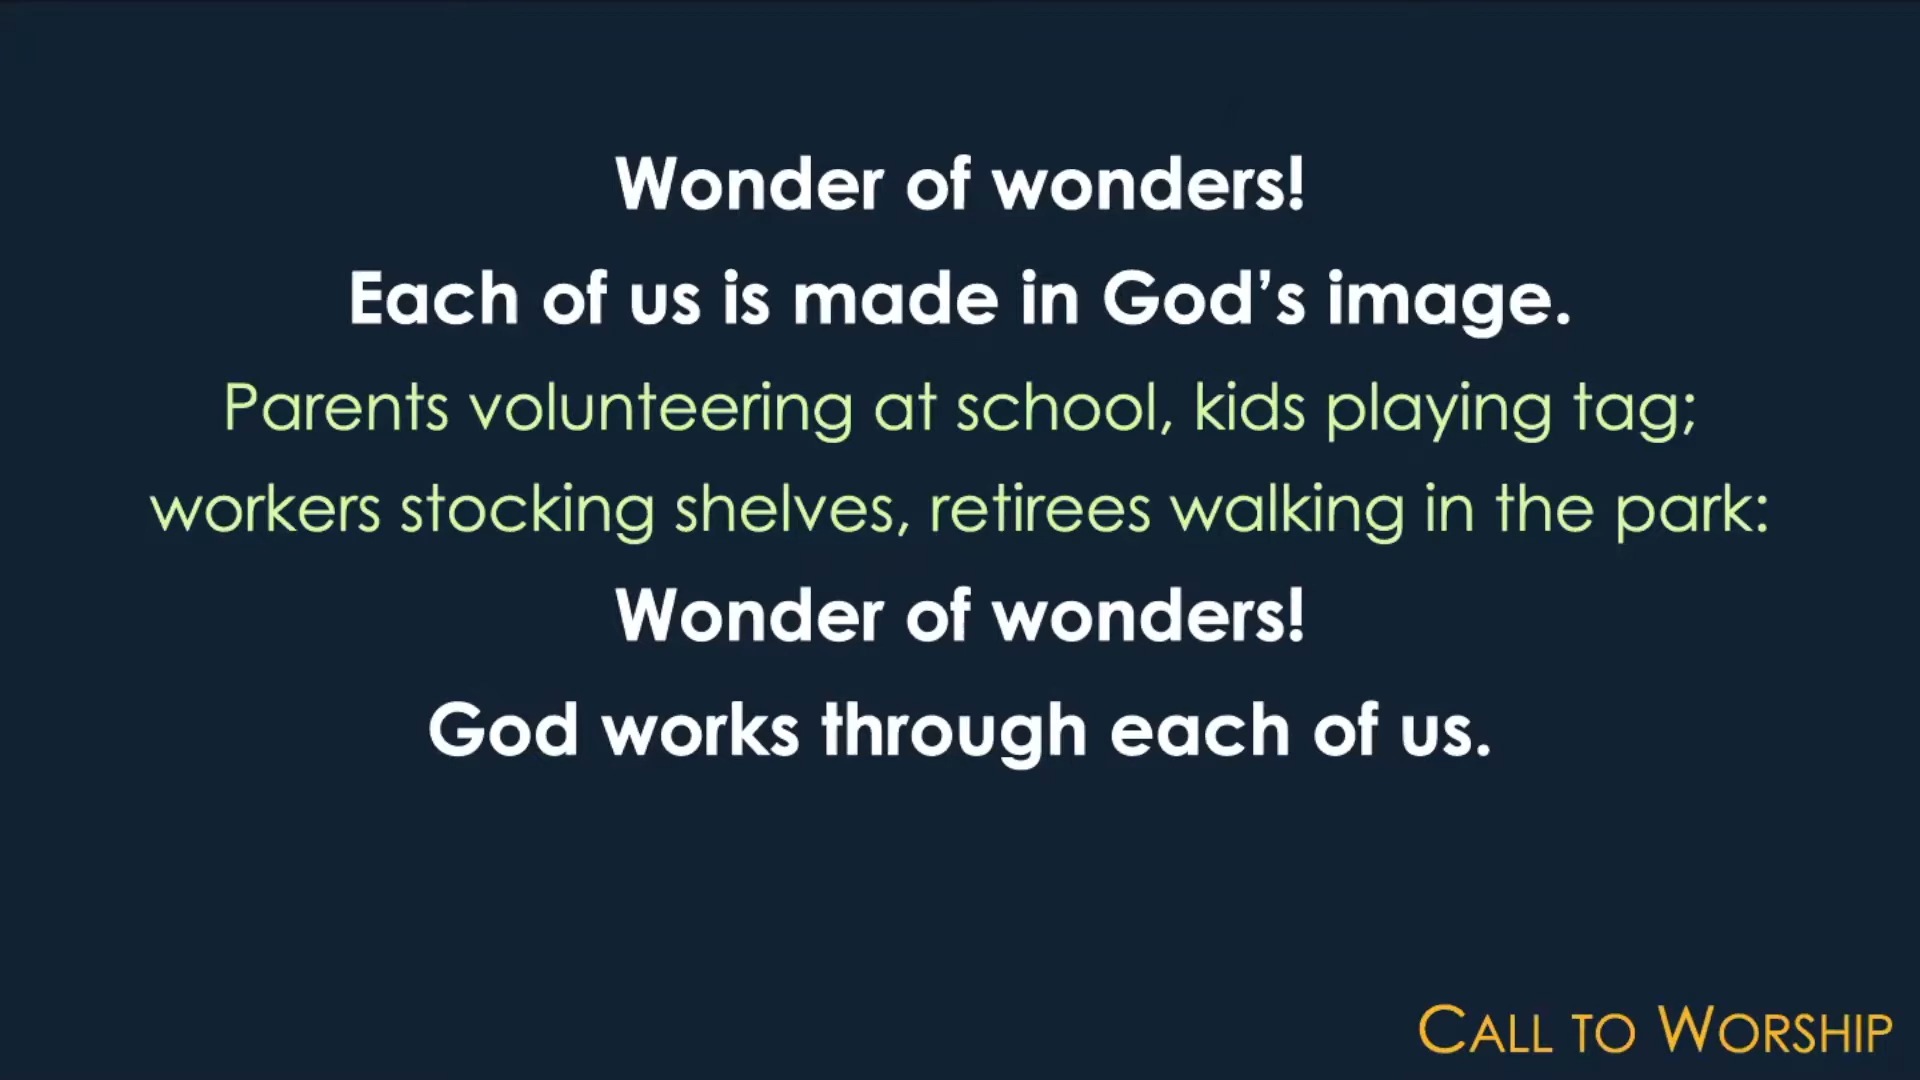 Wonder of wonders!
Each of us is made in God’s image.
Parents volunteering at school, kids playing tag;
workers stocking shelves, retirees walking in the park:
Wonder of wonders!
God works through each of us.
CALL TO WORSHIP